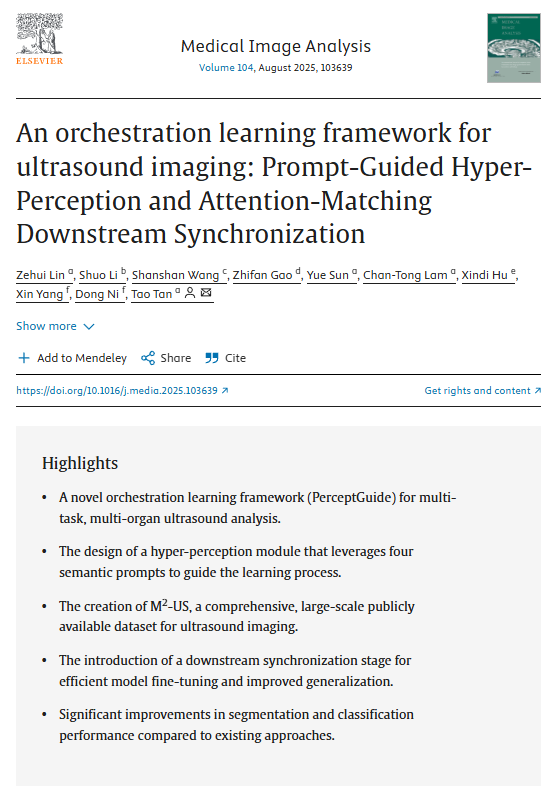 ELSEVIER
Medical Image Analysis
Volume 104, August 2025, 103639
MEDICAL
IMAGE
ANALYSIS
An orchestration learning framework for
ultrasound imaging: Prompt-Guided Hyper-
Perception and Attention-Matching
Downstream Synchronization
Zehui Lin a, Shuo Li b, Shanshan Wang c, Zhifan Gao d, Yue Sun a, Chan-Tong Lam a, Xindi Hu e,
Xin Yang f, Dong Ni f, Tao Tan a
Show more
Add to Mendeley Share Cite
https://doi.org/10.1016/j.media.2025.103639 Get rights and content
Highlights
• A novel orchestration learning framework (PerceptGuide) for multi-
task, multi-organ ultrasound analysis.
• The design of a hyper-perception module that leverages four
semantic prompts to guide the learning process.
• The creation of M²-US, a comprehensive, large-scale publicly
available dataset for ultrasound imaging.
• The introduction of a downstream synchronization stage for
efficient model fine-tuning and improved generalization.
• Significant improvements in segmentation and classification
performance compared to existing approaches.